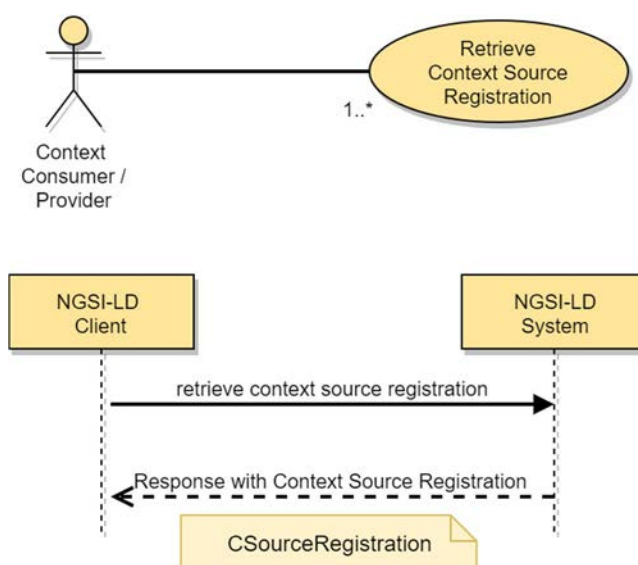 Retrieve
Context Source
Registration
1..*
Context
Consumer /
Provider
NGSI-LD
Client
NGSI-LD
System
retrieve context source registration
Response with Context Source Registration
CSourceRegistration